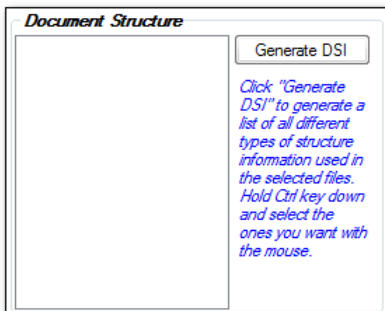 Document Structure
Generate DSI
Click "Generate
DSI" to generate a
list of all different
types of structure
information used in
the selected files.
Hold Ctrl key down
and select the
ones you want with
the mouse.